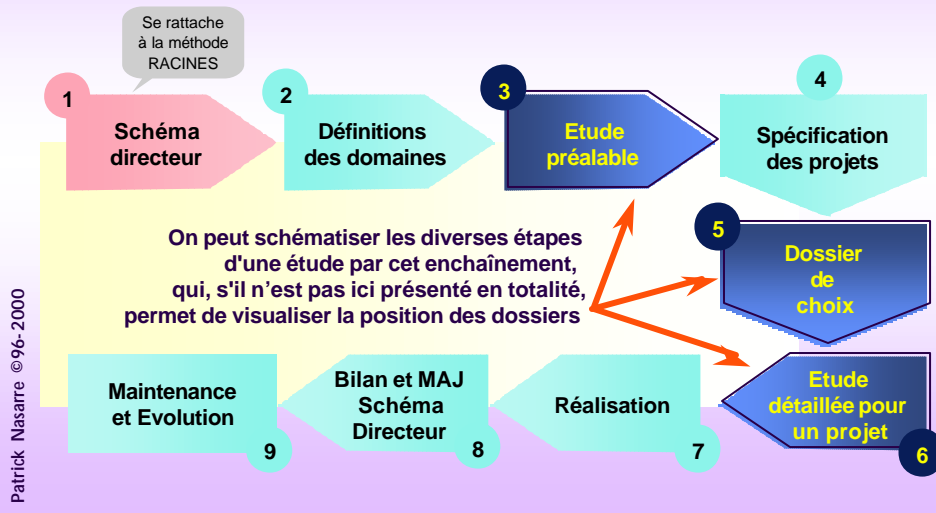 Se rattache
à la méthode
RACINES
1
Schéma
directeur
2
Définitions
des domaines
3
Etude
préalable
4
Spécification
des projets
On peut schématiser les diverses étapes
d'une étude par cet enchaînement,
qui, s'il n'est pas ici présenté en totalité,
permet de visualiser la position des dossiers
5
Dossier
de
choix
Etude
détaillée pour
un projet
6
Réalisation
7
Bilan et MAJ
Schéma
Directeur
8
Maintenance
et Evolution
9
Patrick Nasarre ©96-2000